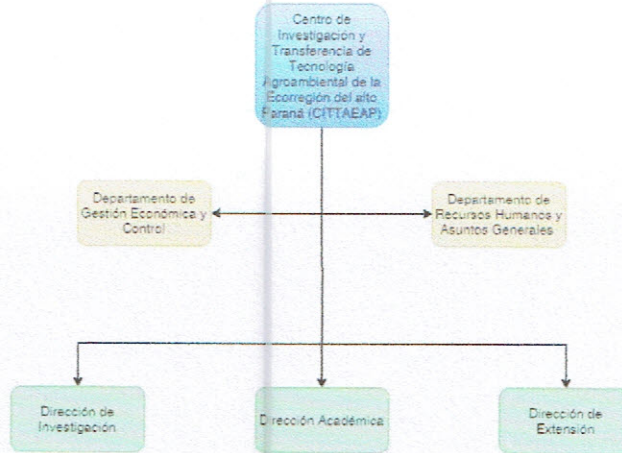 Centro de
Investigación y
Transferencia de
Tecnología
Agroambiental de la
Ecorregión del alto
Paraná (CITTAEAP)
Departamento de
Gestión Económica y
Control
Departamento de
Recursos Humanos y
Asuntos Generales
Dirección de
Investigación
Dirección Académica
Dirección de
Extensión